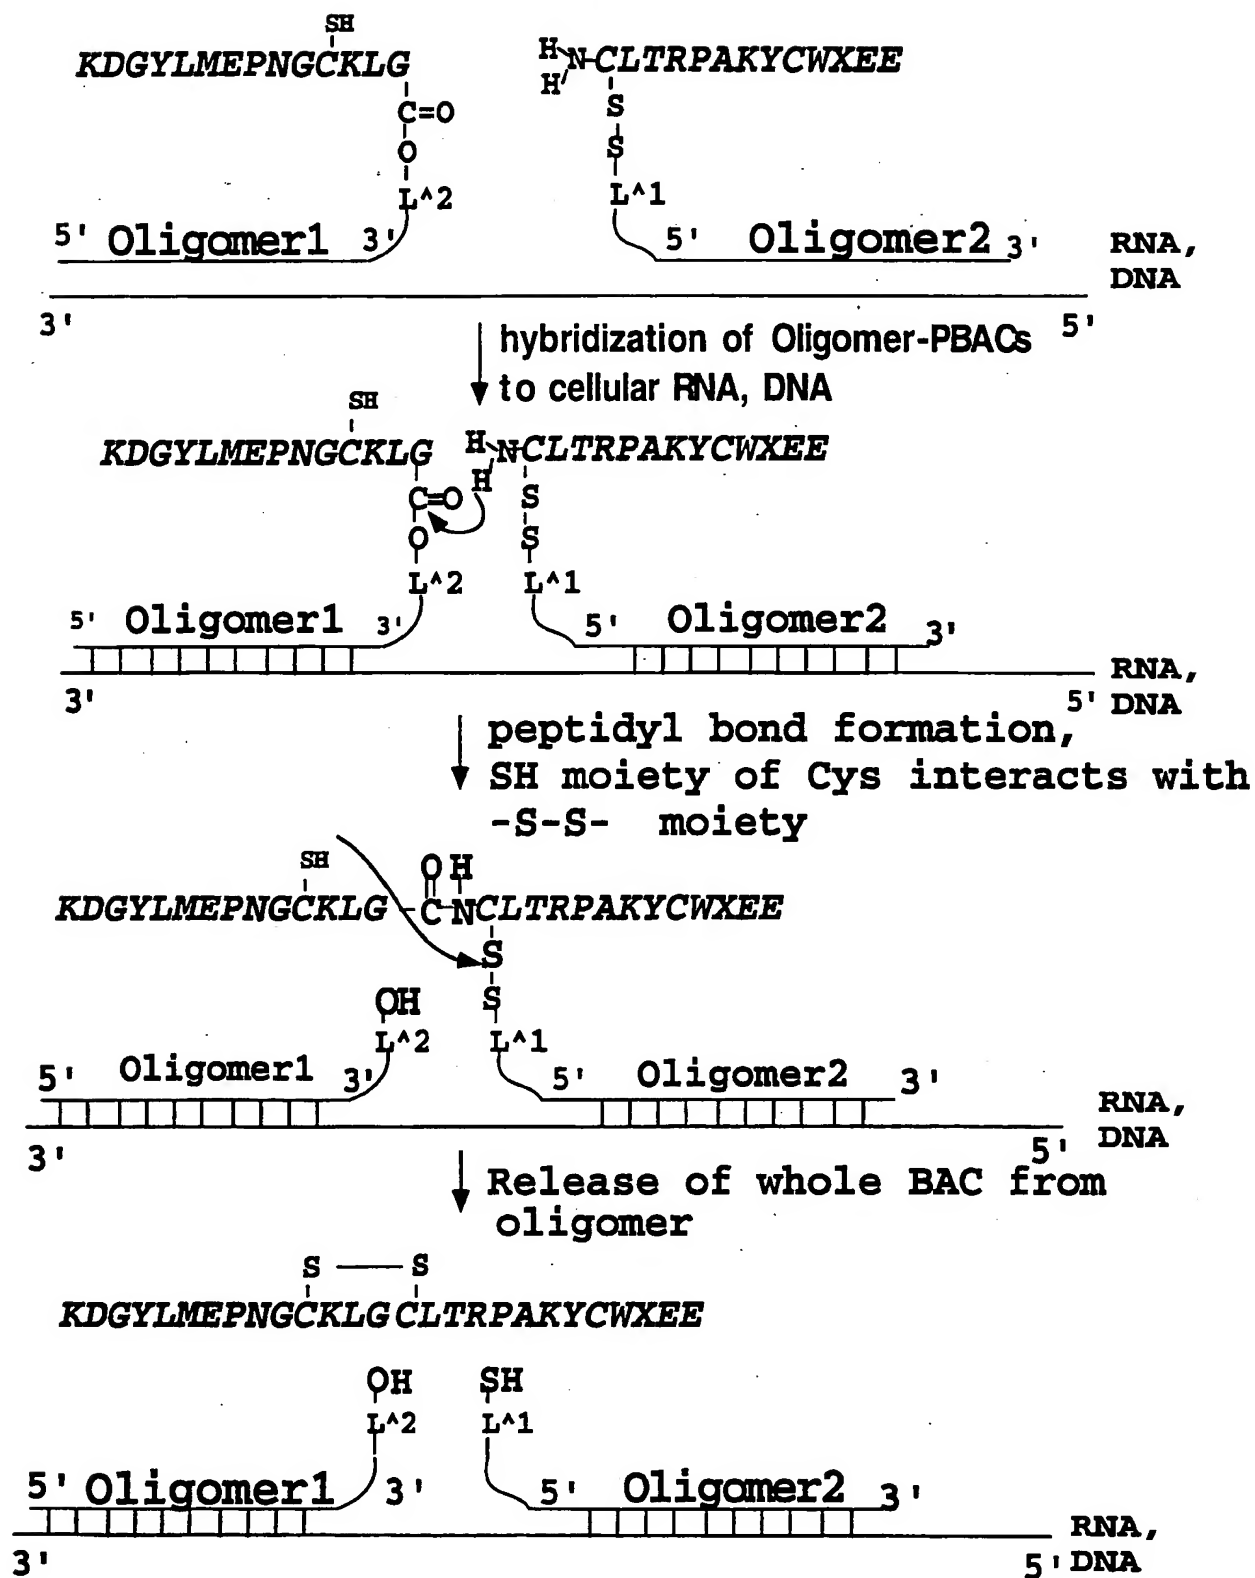 SH
KDGYLMEPNGCKLG
H
H
N-CLTRPAKYCWXEE
C=O
O
L^2
S
S
L^1
5' Oligomer1 3'
5' Oligomer2 3'
RNA,
DNA
3'
5'
hybridization of Oligomer-PBACs
to cellular RNA, DNA
SH
KDGYLMEPNGCKLG
H
H
N-CLTRPAKYCWXEE
C=O
O
L^2
S
S
L^1
5' Oligomer1 3'
5' Oligomer2 3'
RNA,
3'
5' DNA
peptidyl bond formation,
SH moiety of Cys interacts with
-S-S- moiety
SH
O H
KDGYLMEPNGCKLG-C-NCLTRPAKYCWXEE
S
S
OH
L^2
L^1
5' Oligomer1 3'
5' Oligomer2 3'
RNA,
DNA
3'
5'
Release of whole BAC from
oligomer
S — S
KDGYLMEPNGCKLGCLTRPAKYCWXEE
OH
SH
L^2
L^1
5' Oligomer1 3'
5' Oligomer2 3'
RNA,
3'
5' DNA